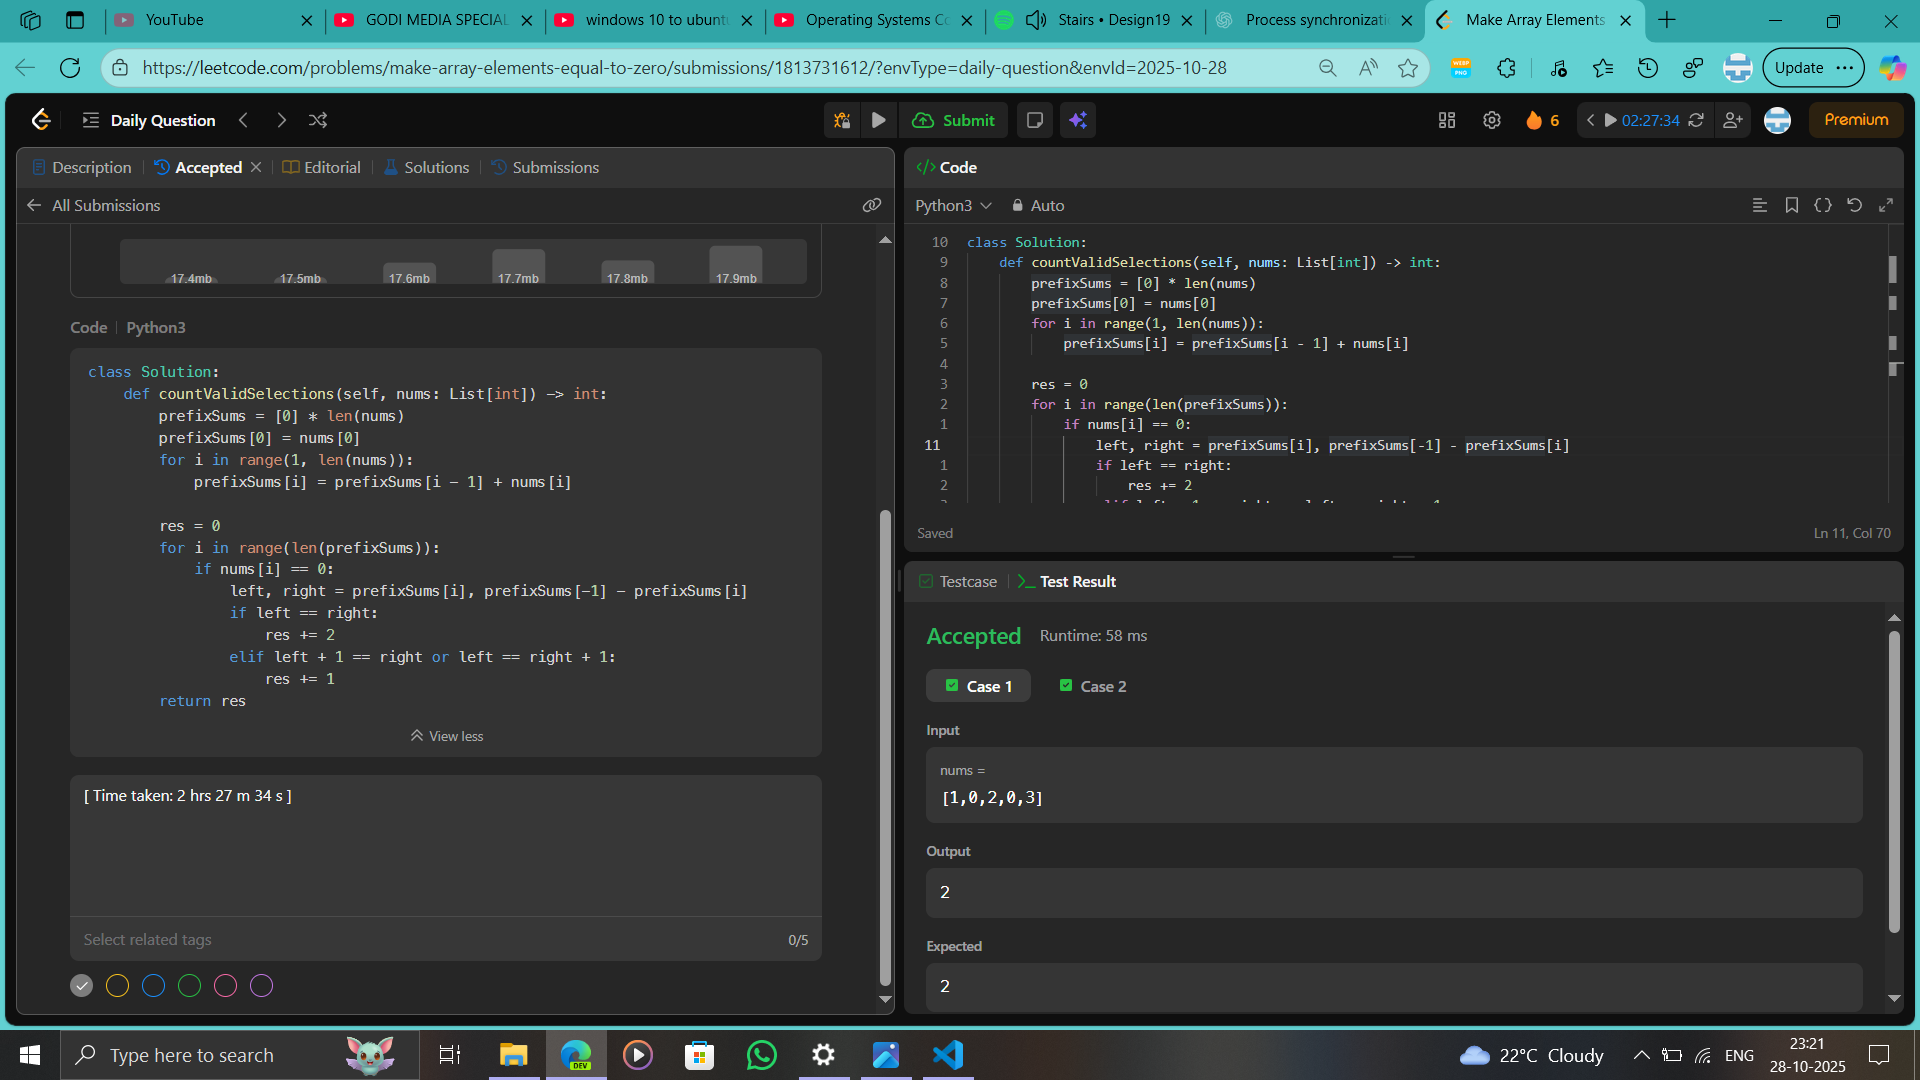 YouTube
GODI MEDIA SPECIAL
windows 10 to ubuntu
Operating Systems Co
Stairs • Design19
Process synchronizati
Make Array Elements
https://leetcode.com/problems/make-array-elements-equal-to-zero/submissions/1813731612/?envType=daily-question&envId=2025-10-28
Update
Daily Question
Submit
6
02:27:34
Premium
Description
Accepted
Editorial
Solutions
Submissions
All Submissions
17.4mb
17.5mb
17.6mb
17.7mb
17.8mb
17.9mb
Code
Python3
class Solution:
def countValidSelections(self, nums: List[int]) -> int:
prefixSums = [0] * len(nums)
prefixSums[0] = nums[0]
for i in range(1, len(nums)):
prefixSums[i] = prefixSums[i - 1] + nums[i]
res = 0
for i in range(len(prefixSums)):
if nums[i] == 0:
left, right = prefixSums[i], prefixSums[-1] - prefixSums[i]
if left == right:
res += 2
elif left + 1 == right or left == right + 1:
res += 1
return res
View less
[ Time taken: 2 hrs 27 m 34 s ]
Select related tags
0/5
</> Code
Python3
Auto
10 class Solution:
9 def countValidSelections(self, nums: List[int]) -> int:
8 prefixSums = [0] * len(nums)
7 prefixSums[0] = nums[0]
6 for i in range(1, len(nums)):
5 prefixSums[i] = prefixSums[i - 1] + nums[i]
4
3 res = 0
2 for i in range(len(prefixSums)):
1 if nums[i] == 0:
11 left, right = prefixSums[i], prefixSums[-1] - prefixSums[i]
1 if left == right:
2 res += 2
Saved
Ln 11, Col 70
Testcase
Test Result
Accepted
Runtime: 58 ms
Case 1
Case 2
Input
nums =
[1,0,2,0,3]
Output
2
Expected
2
Type here to search
DEV
22°C Cloudy
ENG
23:21
28-10-2025